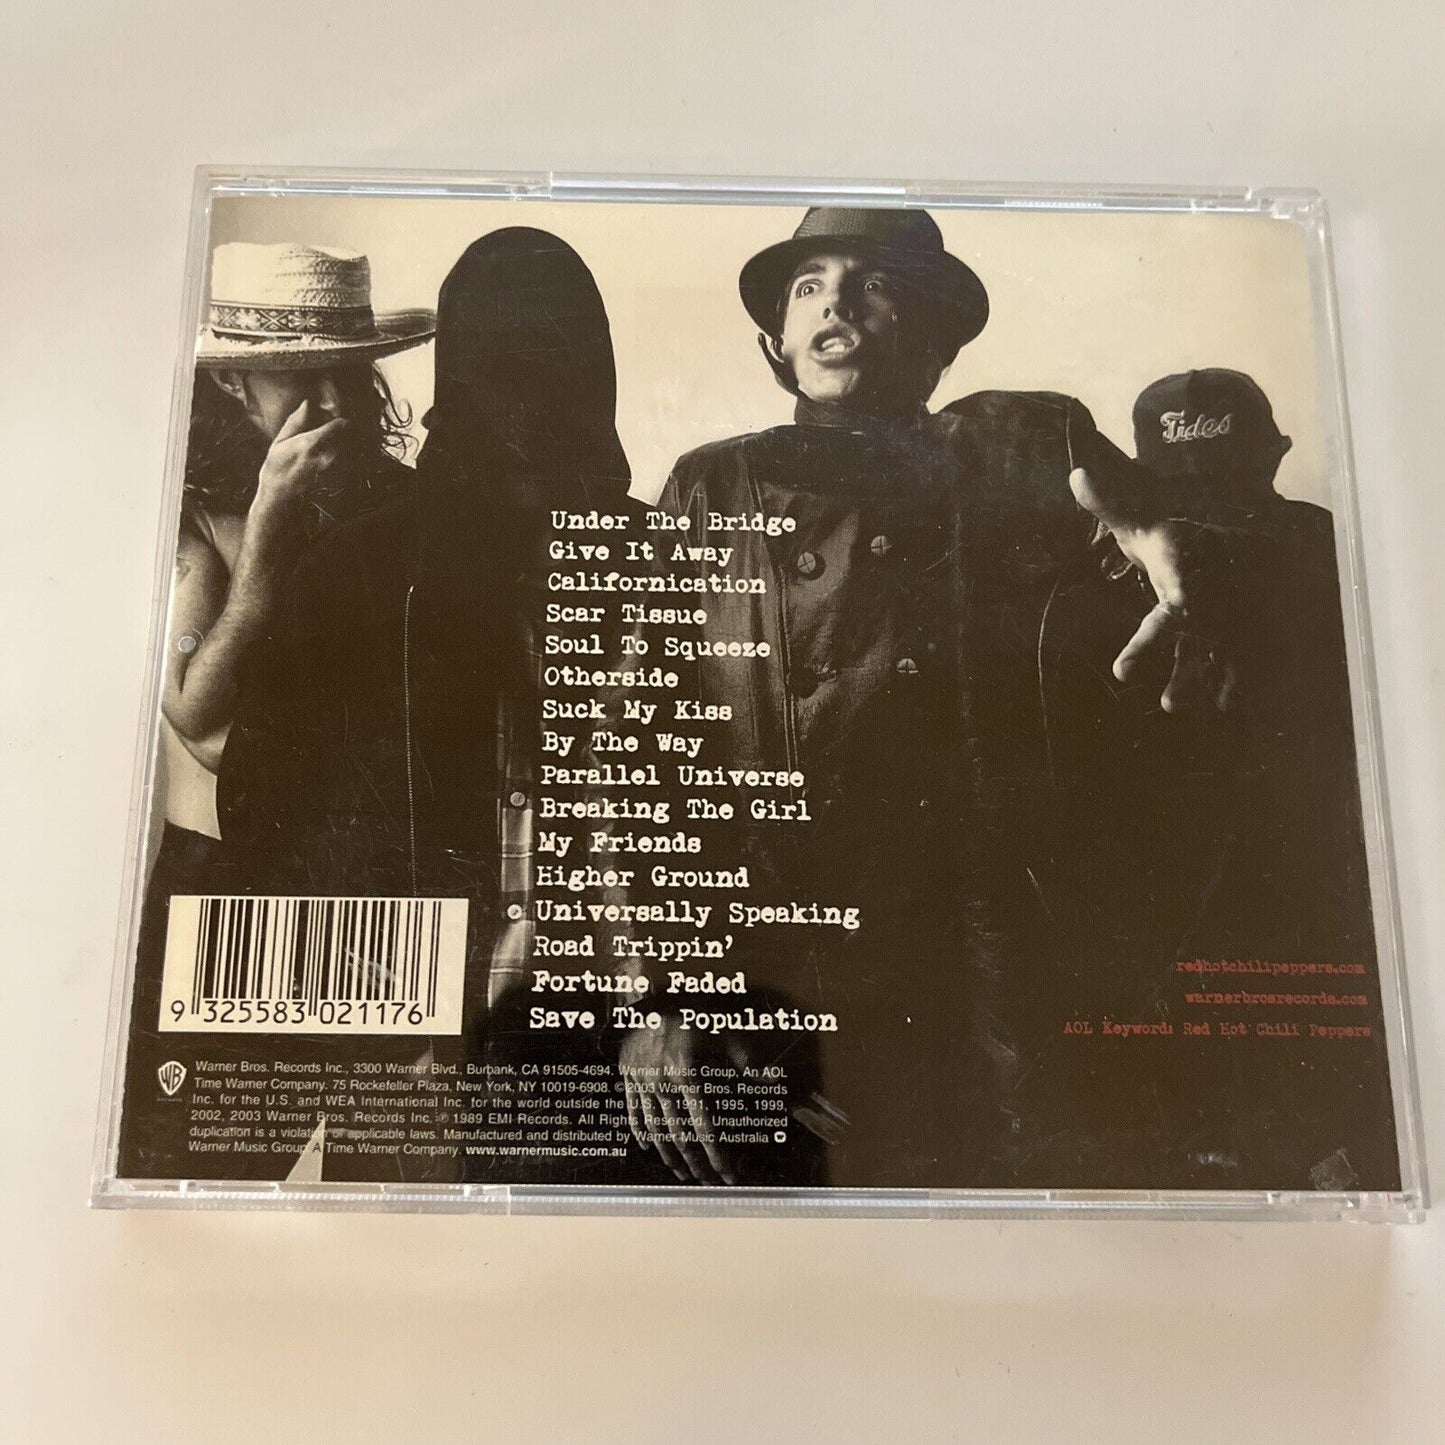 Tides
Under The Bridge
Give It Away
Californication
Scar Tissue
Soul To Squeeze
Otherside
Suck My Kiss
By The Way
Parallel Universe
Breaking The Girl
My Friends
Higher Ground
Universally Speaking
Road Trippin'
Fortune Faded
Save The Population
9 325583 021176
redhotchilipeppers.com
warnerbrosrecords.com
AOL Keyword: Red Hot Chili Peppers
WB
Warner Bros. Records Inc., 3300 Warner Blvd., Burbank, CA 91505-4694. Warner Music Group, An AOL
Time Warner Company. 75 Rockefeller Plaza, New York, NY 10019-6908. © 2003 Warner Bros. Records
Inc. for the U.S. and WEA International Inc. for the world outside the U.S. ℗ 1991, 1995, 1999,
2002, 2003 Warner Bros. Records Inc. ℗ 1989 EMI Records. All Rights Reserved. Unauthorized
duplication is a violation of applicable laws. Manufactured and distributed by Warner Music Australia
Warner Music Group A Time Warner Company. www.warnermusic.com.au